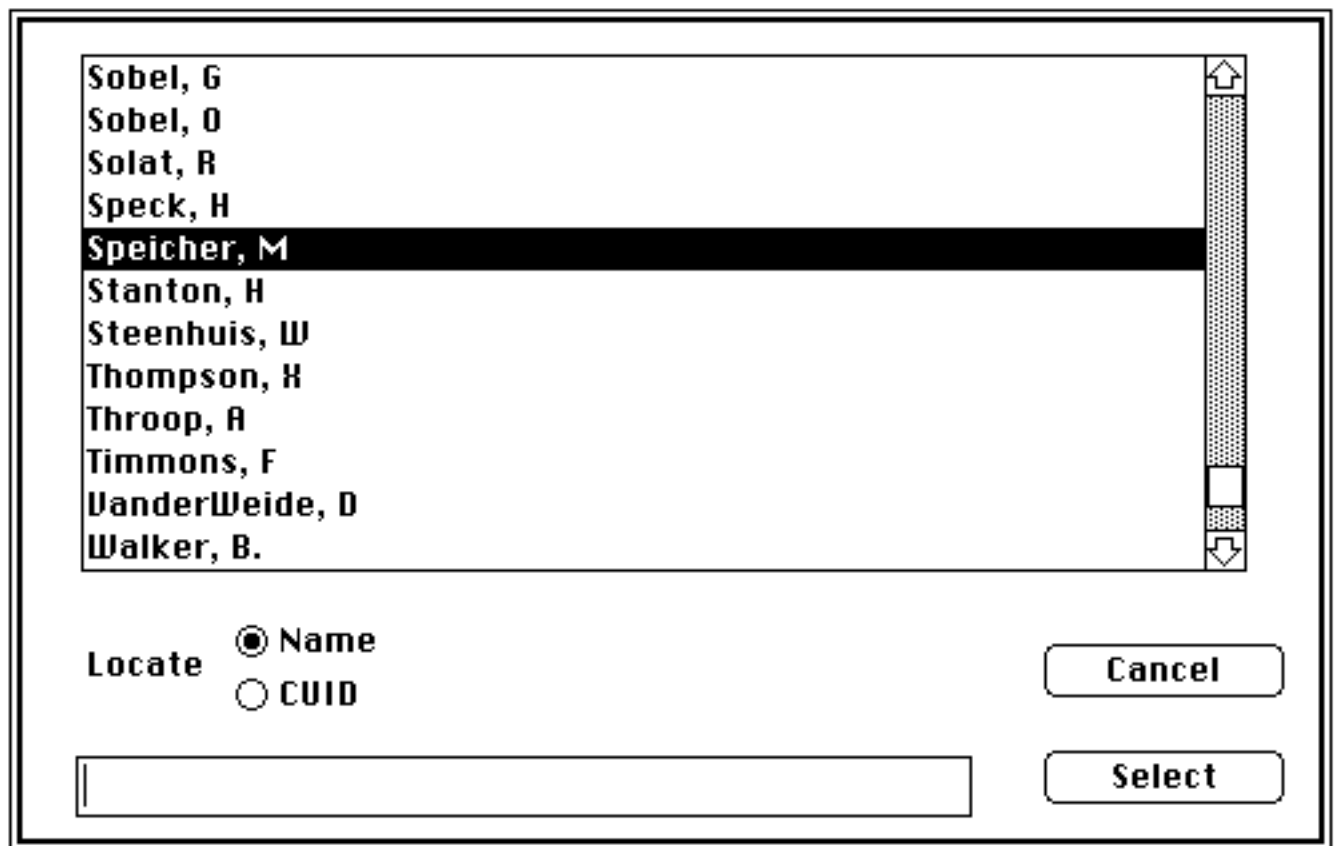 Sobel, G
Sobel, O
Solat, R
Speck, H
Speicher, M
Stanton, H
Steenhuis, W
Thompson, X
Throop, A
Timmons, F
VanderWeide, D
Walker, B.
Locate
Name
CUID
Cancel
Select